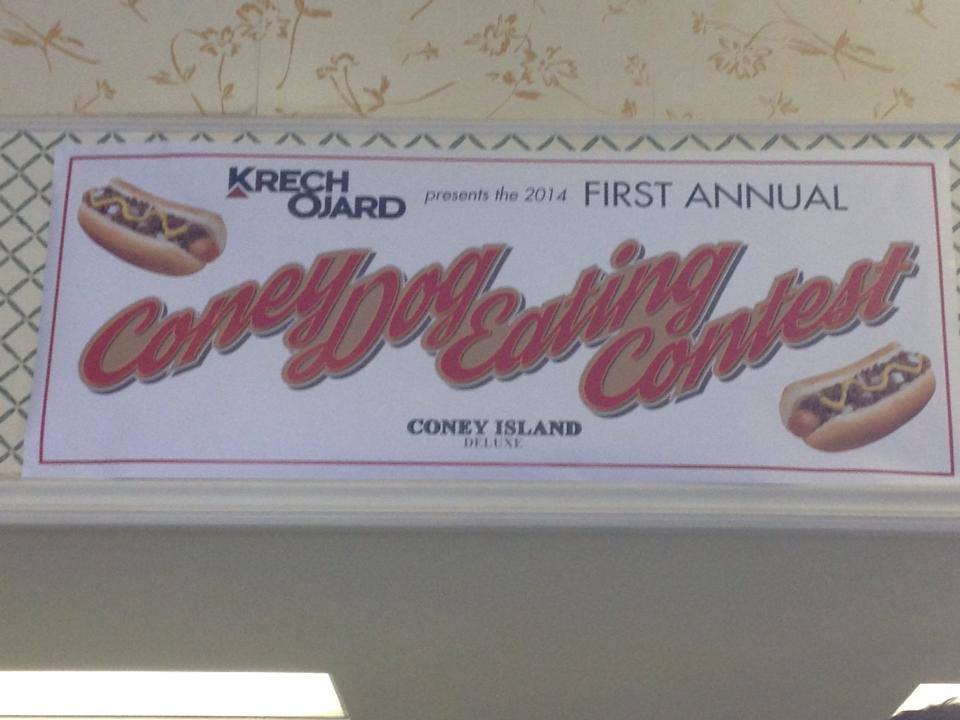 KRECH
OJARD
presents the 2014 FIRST ANNUAL
Coney Dog Eating Contest
CONEY ISLAND
DELUXE